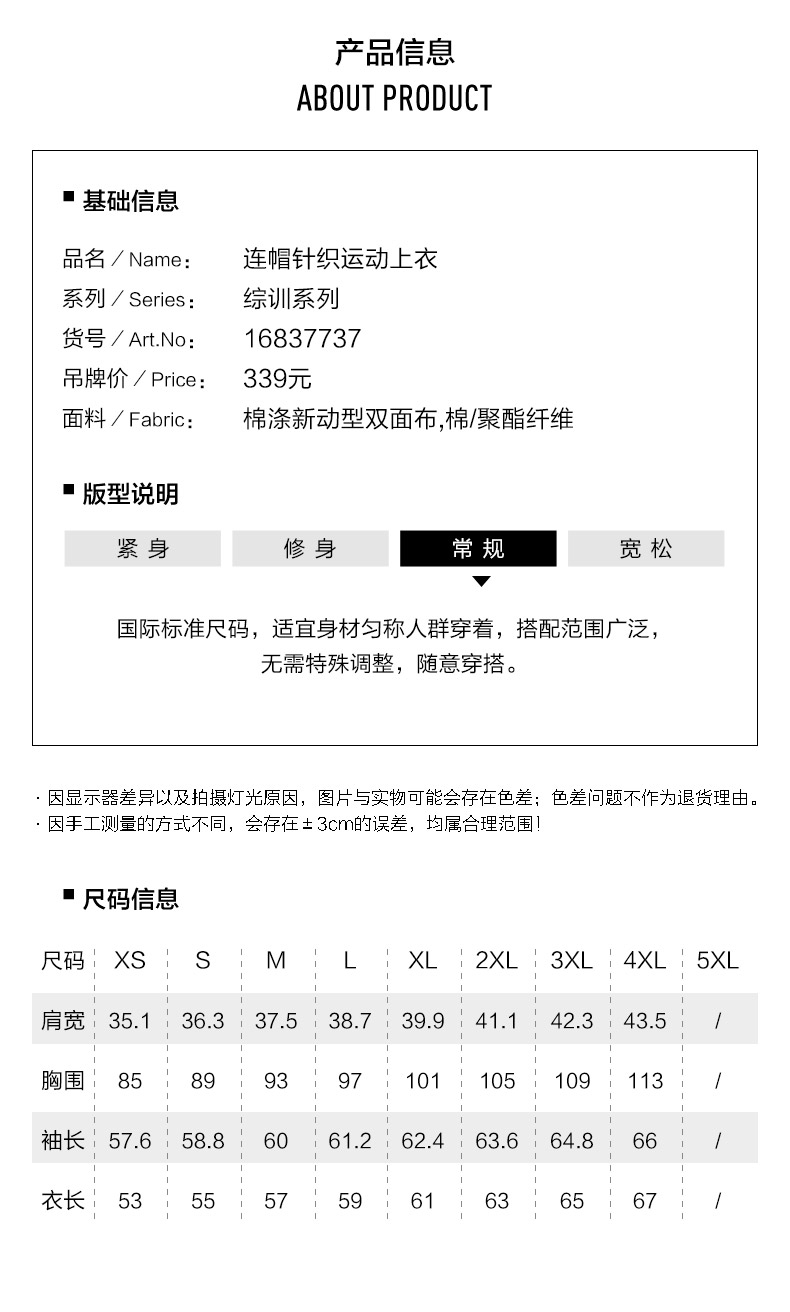 产品信息
ABOUT PRODUCT
■ 基础信息
品名 / Name： 连帽针织运动上衣
系列 / Series： 综训系列
货号 / Art.No： 16837737
吊牌价 / Price： 339元
面料 / Fabric： 棉涤新动型双面布,棉/聚酯纤维
■ 版型说明
紧身 修身 常规 宽松
国际标准尺码，适宜身材匀称人群穿着，搭配范围广泛，
无需特殊调整，随意穿搭。
· 因显示器差异以及拍摄灯光原因，图片与实物可能会存在色差；色差问题不作为退货理由。
· 因手工测量的方式不同，会存在±3cm的误差，均属合理范围！
■ 尺码信息
尺码 XS S M L XL 2XL 3XL 4XL 5XL
肩宽 35.1 36.3 37.5 38.7 39.9 41.1 42.3 43.5 /
胸围 85 89 93 97 101 105 109 113 /
袖长 57.6 58.8 60 61.2 62.4 63.6 64.8 66 /
衣长 53 55 57 59 61 63 65 67 /